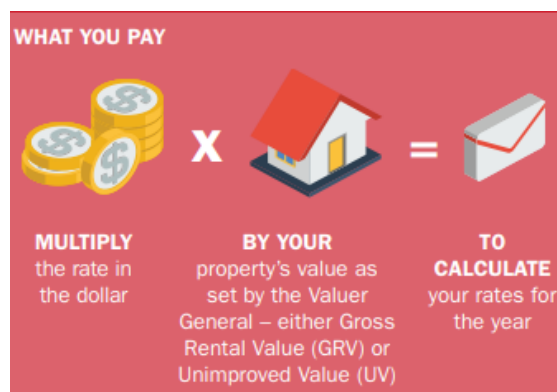 WHAT YOU PAY
X
=
MULTIPLY
the rate in
the dollar
BY YOUR
property's value as
set by the Valuer
General – either Gross
Rental Value (GRV) or
Unimproved Value (UV)
TO
CALCULATE
your rates for
the year